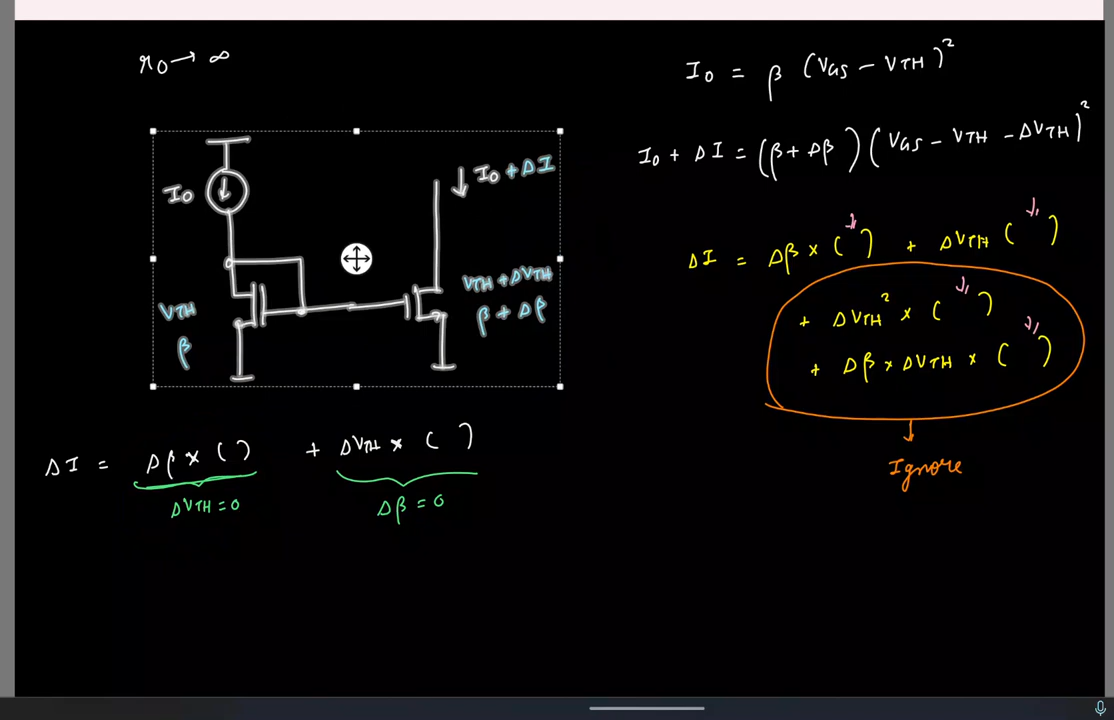 r₀ → ∞
I₀ = β (VGS − VTH)²
I₀ + ΔI = (β + Δβ) (VGS − VTH − ΔVTH)²
I₀
↓ I₀ + ΔI
VTH
β
VTH + ΔVTH
β + Δβ
ΔI = Δβ × ( ) + ΔVTH ( )
+ ΔVTH² × ( )
+ Δβ × ΔVTH × ( )
Ignore
ΔI = Δβ × ( ) + ΔVTH × ( )
ΔVTH = 0
Δβ = 0